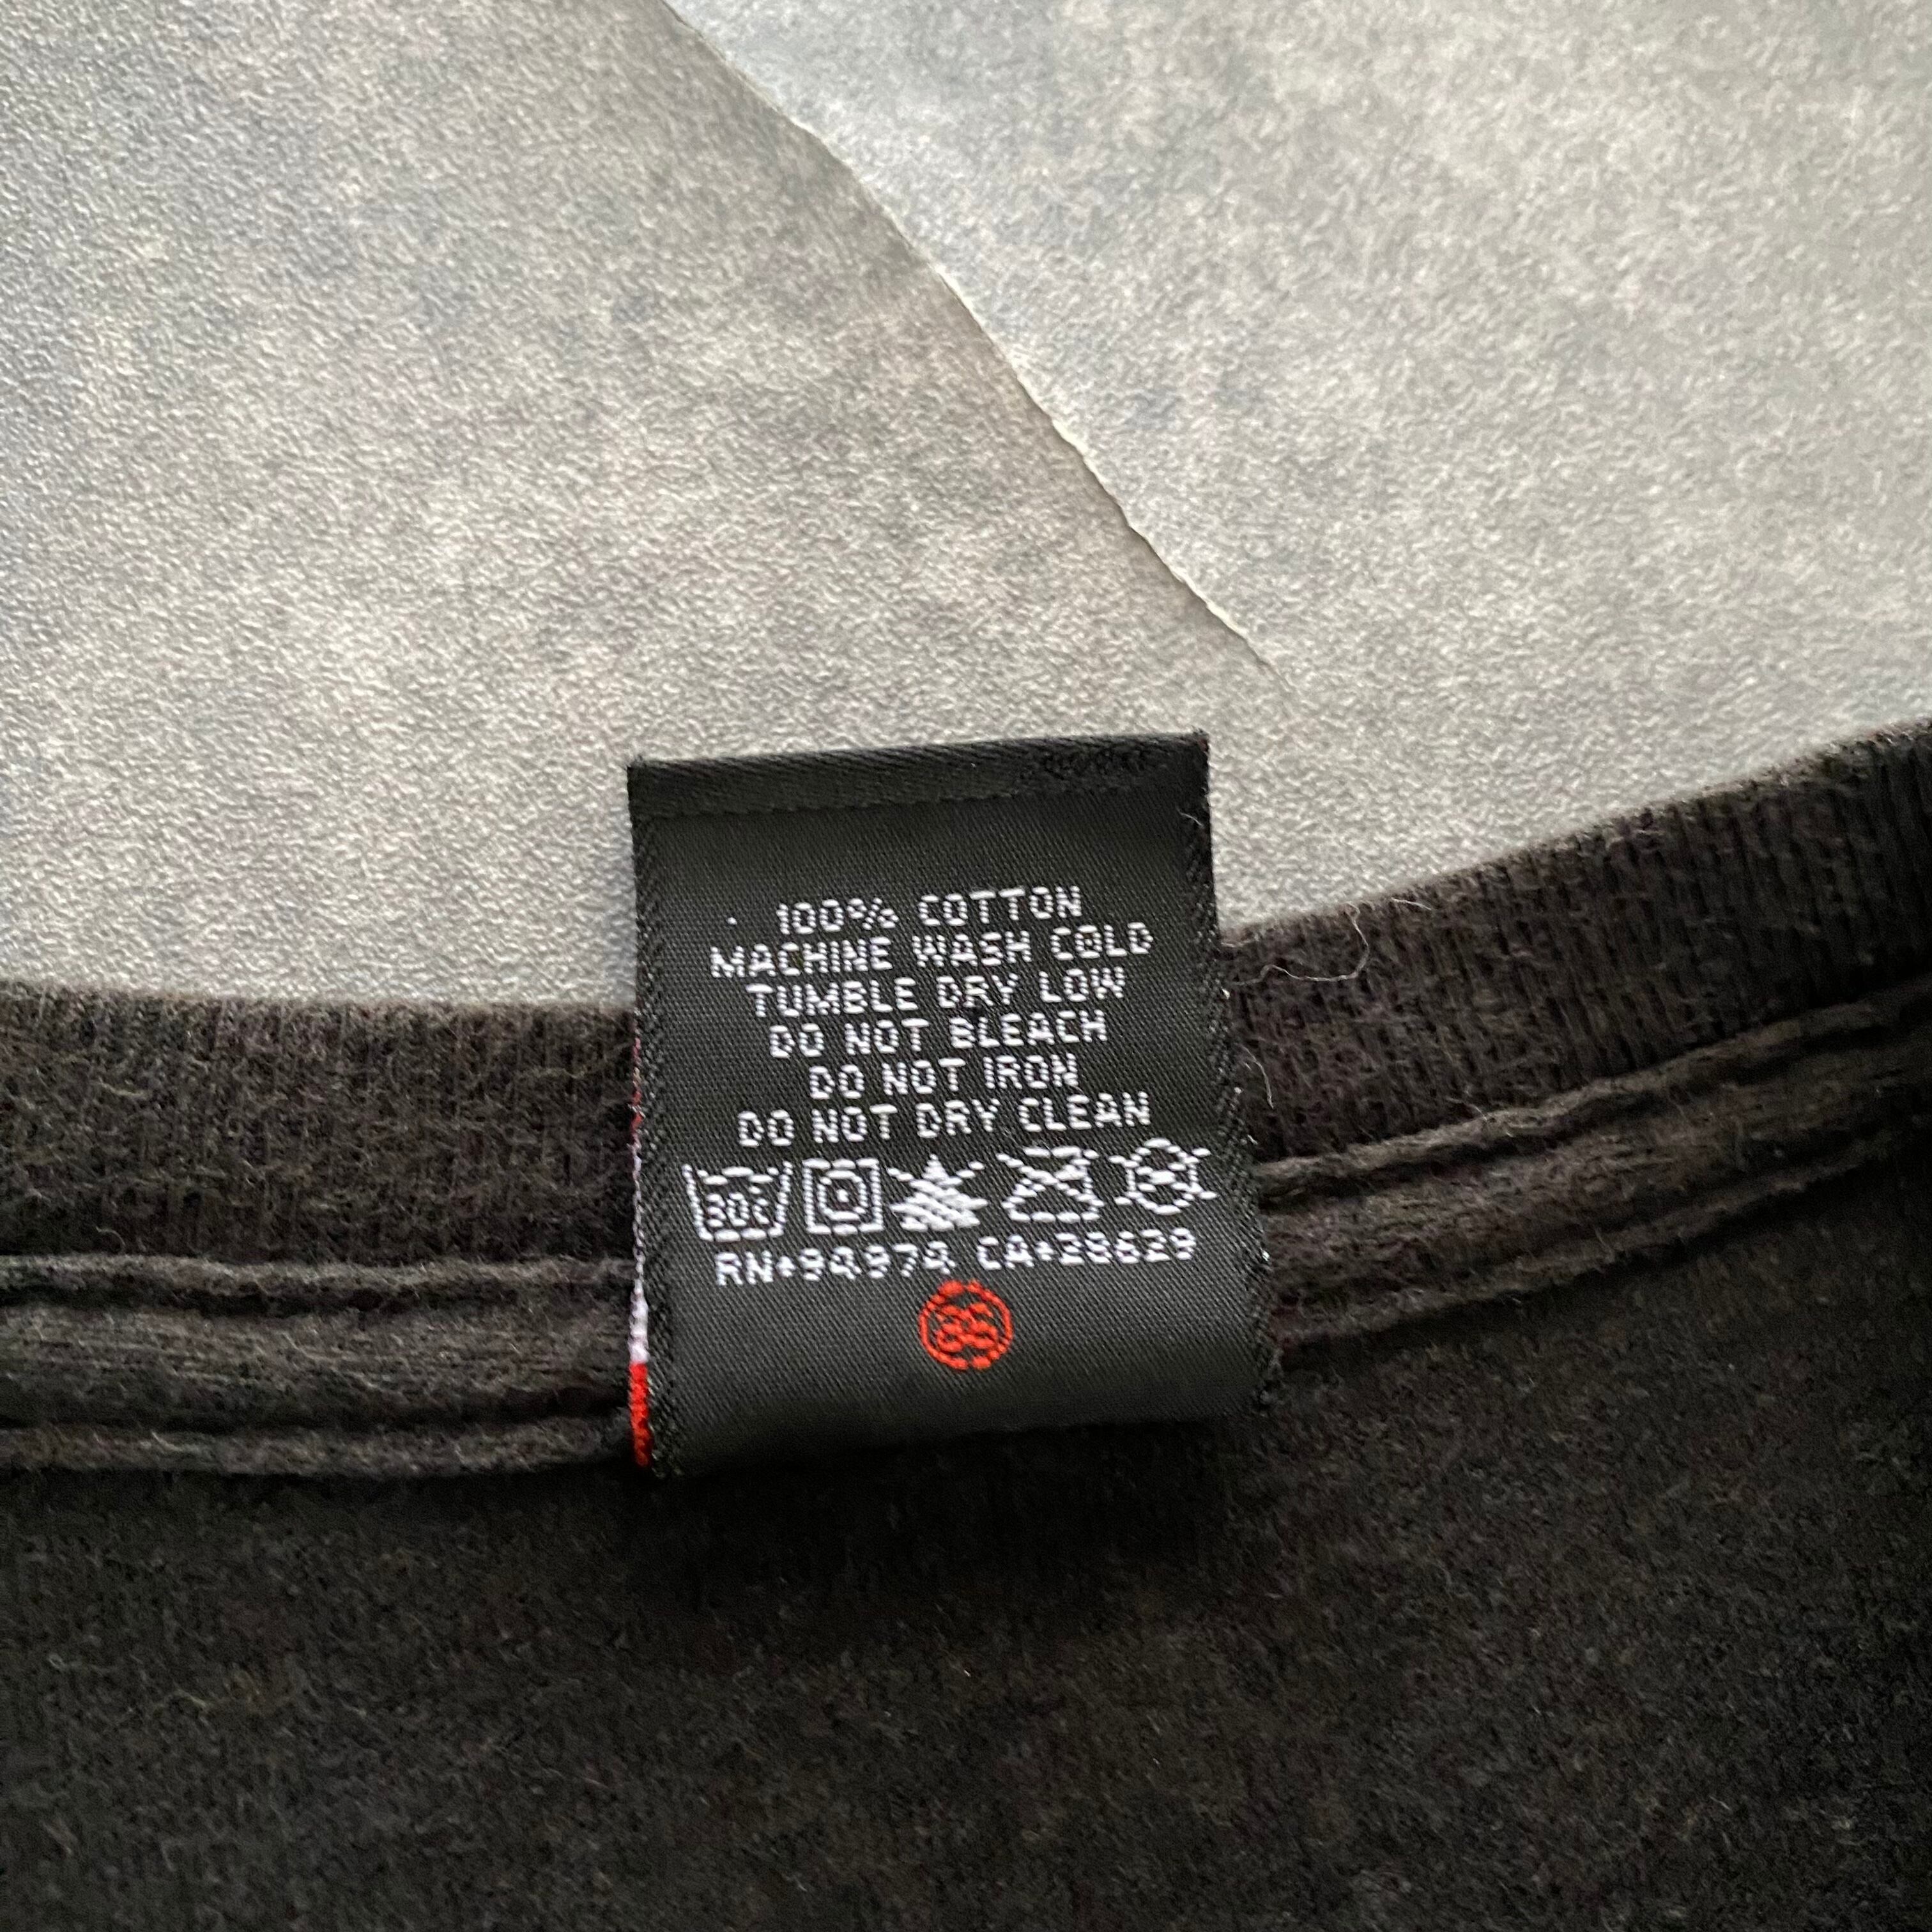 100% COTTON
MACHINE WASH COLD
TUMBLE DRY LOW
DO NOT BLEACH
DO NOT IRON
DO NOT DRY CLEAN
30c
RN•94974 CA•28629